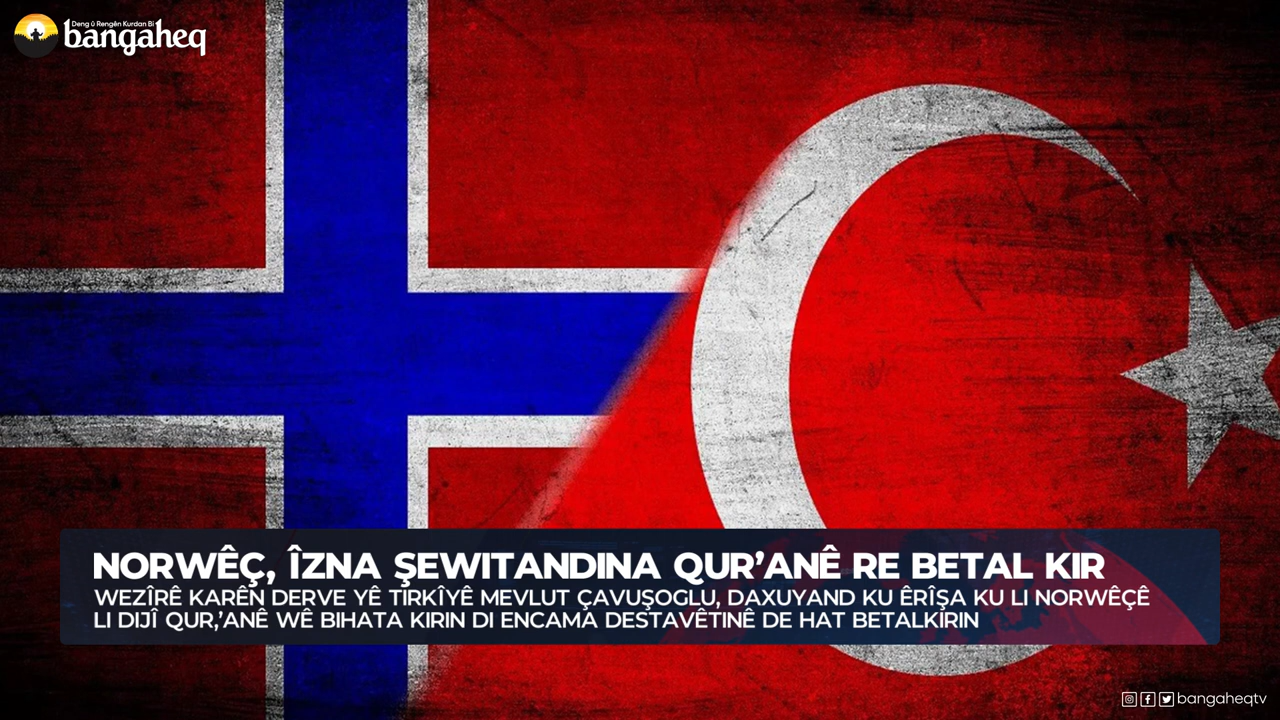 Deng û Rengên Kurdan Bi
bangaheq
NORWÊÇ, ÎZNA ŞEWITANDINA QUR’ANÊ RE BETAL KIR
WEZÎRÊ KARÊN DERVE YÊ TIRKÎYÊ MEVLUT ÇAVUŞOGLU, DAXUYAND KU ÊRÎŞA KU LI NORWÊÇÊ
LI DIJÎ QUR,’ANÊ WÊ BIHATA KIRIN DI ENCAMA DESTAVÊTINÊ DE HAT BETALKIRIN
bangaheqtv